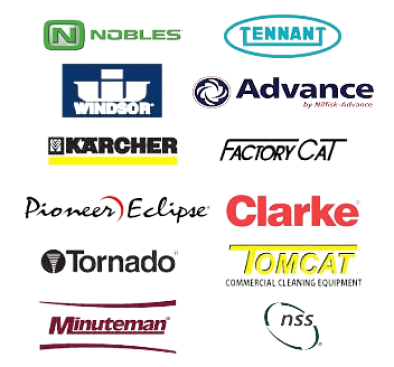 NOBLES
TENNANT
WINDSOR®
Advance
by Nilfisk-Advance
KÄRCHER
FACTORY CAT
Pioneer Eclipse®
Clarke®
Tornado®
TOMCAT
COMMERCIAL CLEANING EQUIPMENT
Minuteman®
nss®